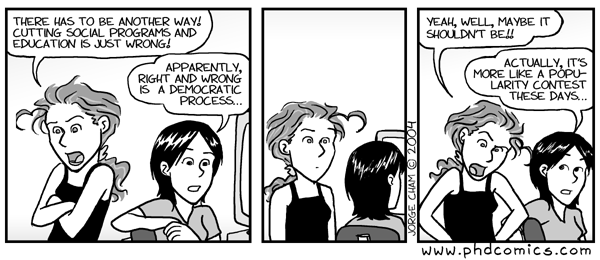 THERE HAS TO BE ANOTHER WAY!
CUTTING SOCIAL PROGRAMS AND
EDUCATION IS JUST WRONG!
APPARENTLY,
RIGHT AND WRONG
IS A DEMOCRATIC
PROCESS...
JORGE CHAM © 2004
YEAH, WELL, MAYBE IT
SHOULDN'T BE!!
ACTUALLY, IT'S
MORE LIKE A POPU-
LARITY CONTEST
THESE DAYS...
www.phdcomics.com